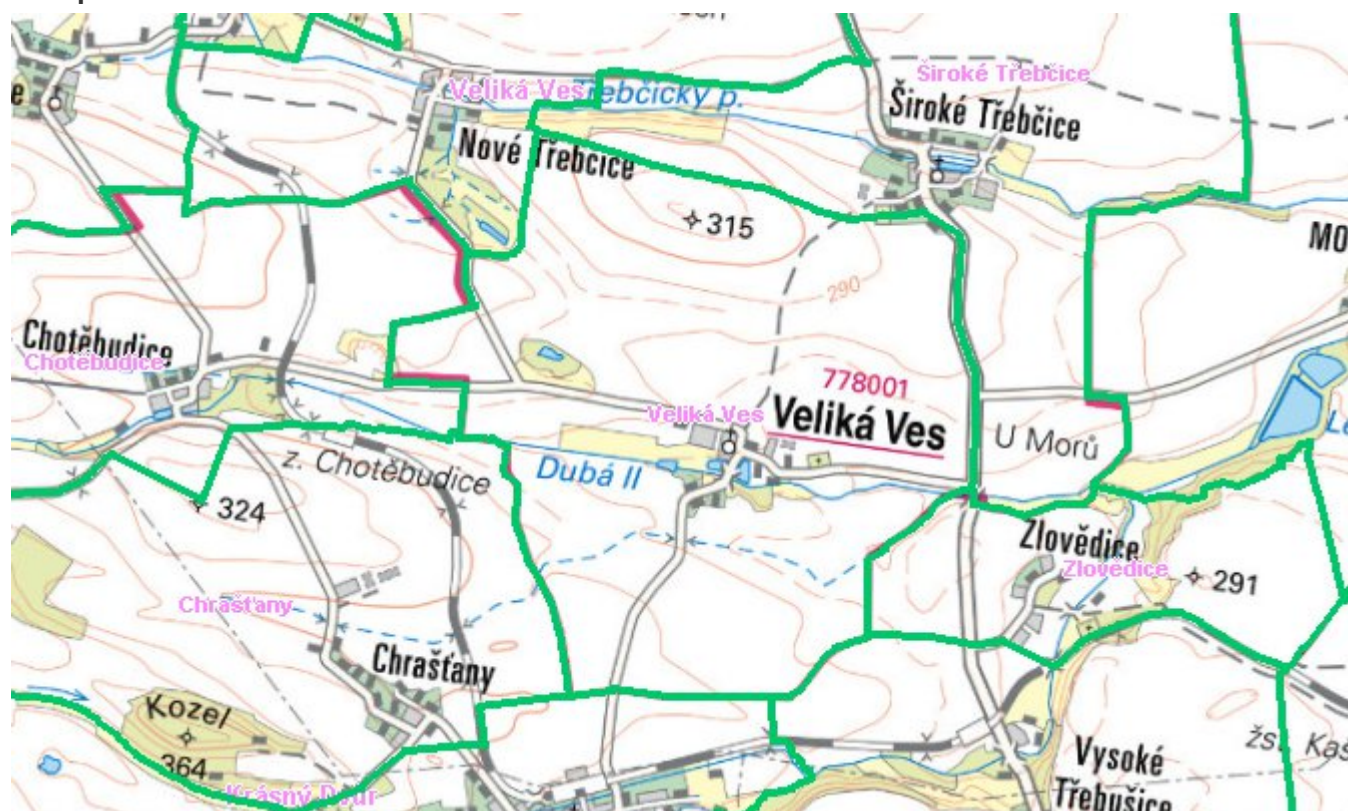 Široké Třebčice
Veliká Ves
Třebčický p.
Široké Třebčice
e
Nové Třebčice
315
MO
290
Chotěbudice
Chotěbudice
778001
Veliká Ves
Veliká Ves
U Morů
z. Chotěbudice
Dubá II
324
Zlovědice
Zlovědice
291
Chrašťany
Chrašťany
Kozel
364
Krásný Dvůr
Vysoké
Třebušice
žst. Kaš